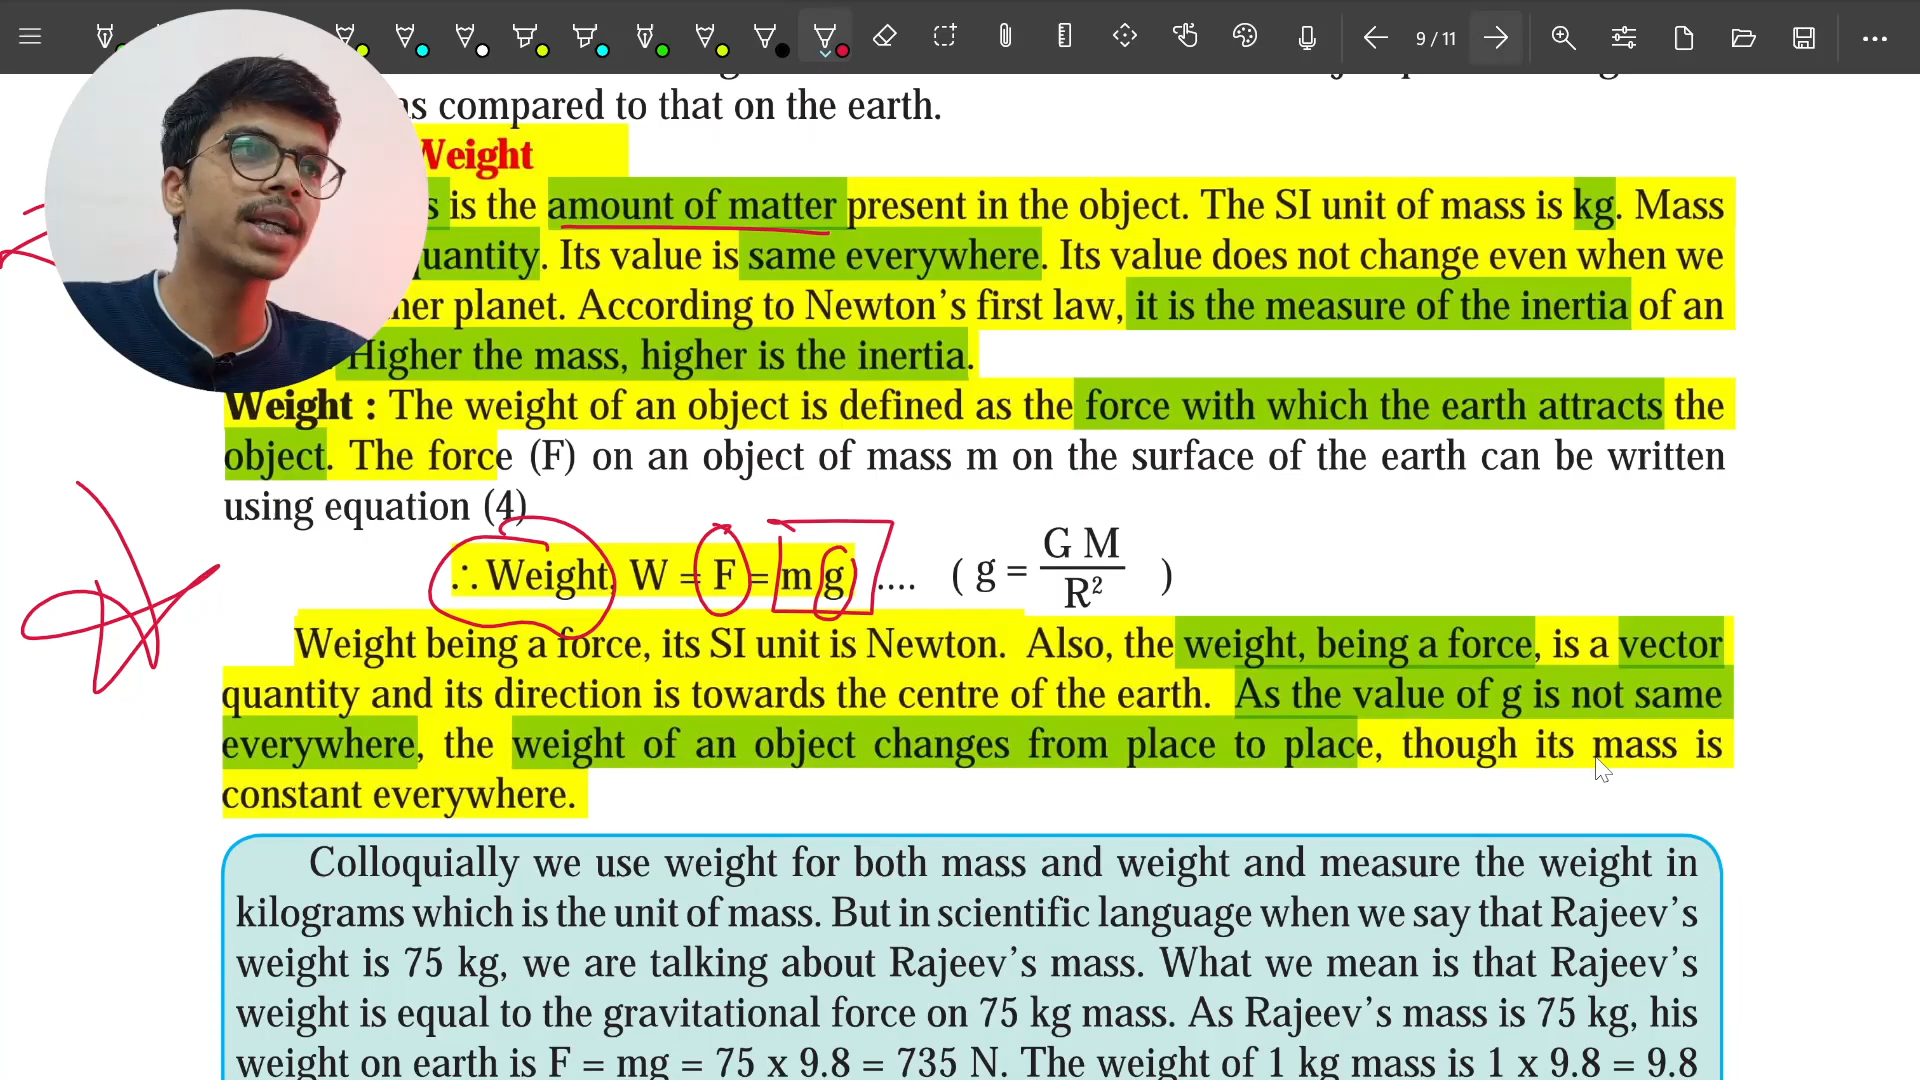 9 / 11
as compared to that on the earth.
Weight
s is the amount of matter present in the object. The SI unit of mass is kg. Mass
quantity. Its value is same everywhere. Its value does not change even when we
her planet. According to Newton’s first law, it is the measure of the inertia of an
Higher the mass, higher is the inertia.
Weight : The weight of an object is defined as the force with which the earth attracts the
object. The force (F) on an object of mass m on the surface of the earth can be written
using equation (4)
∴ Weight, W = F = m g .... ( g = G M / R² )
Weight being a force, its SI unit is Newton. Also, the weight, being a force, is a vector
quantity and its direction is towards the centre of the earth. As the value of g is not same
everywhere, the weight of an object changes from place to place, though its mass is
constant everywhere.
Colloquially we use weight for both mass and weight and measure the weight in
kilograms which is the unit of mass. But in scientific language when we say that Rajeev’s
weight is 75 kg, we are talking about Rajeev’s mass. What we mean is that Rajeev’s
weight is equal to the gravitational force on 75 kg mass. As Rajeev’s mass is 75 kg, his
weight on earth is F = mg = 75 x 9.8 = 735 N. The weight of 1 kg mass is 1 x 9.8 = 9.8